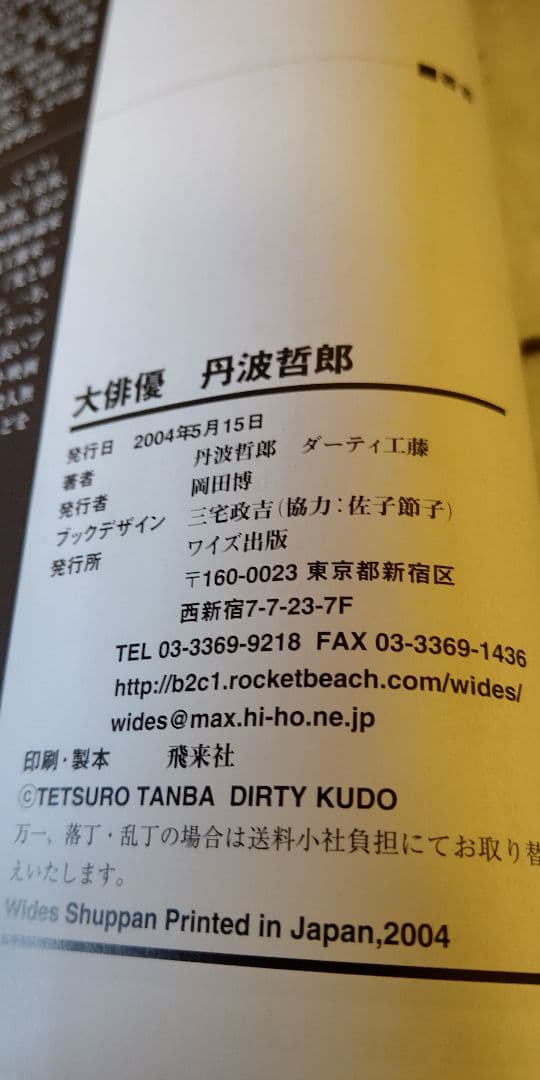 大俳優 丹波哲郎
発行日 2004年5月15日
著者 丹波哲郎 ダーティ工藤
発行者 岡田博
ブックデザイン 三宅政吉(協力:佐子節子)
発行所 ワイズ出版
〒160-0023 東京都新宿区
西新宿7-7-23-7F
TEL 03-3369-9218 FAX 03-3369-1436
http://b2c1.rocketbeach.com/wides/
wides@max.hi-ho.ne.jp
印刷・製本 飛来社
©TETSURO TANBA DIRTY KUDO
万一、落丁・乱丁の場合は送料小社負担にてお取り替
えいたします。
Wides Shuppan Printed in Japan,2004